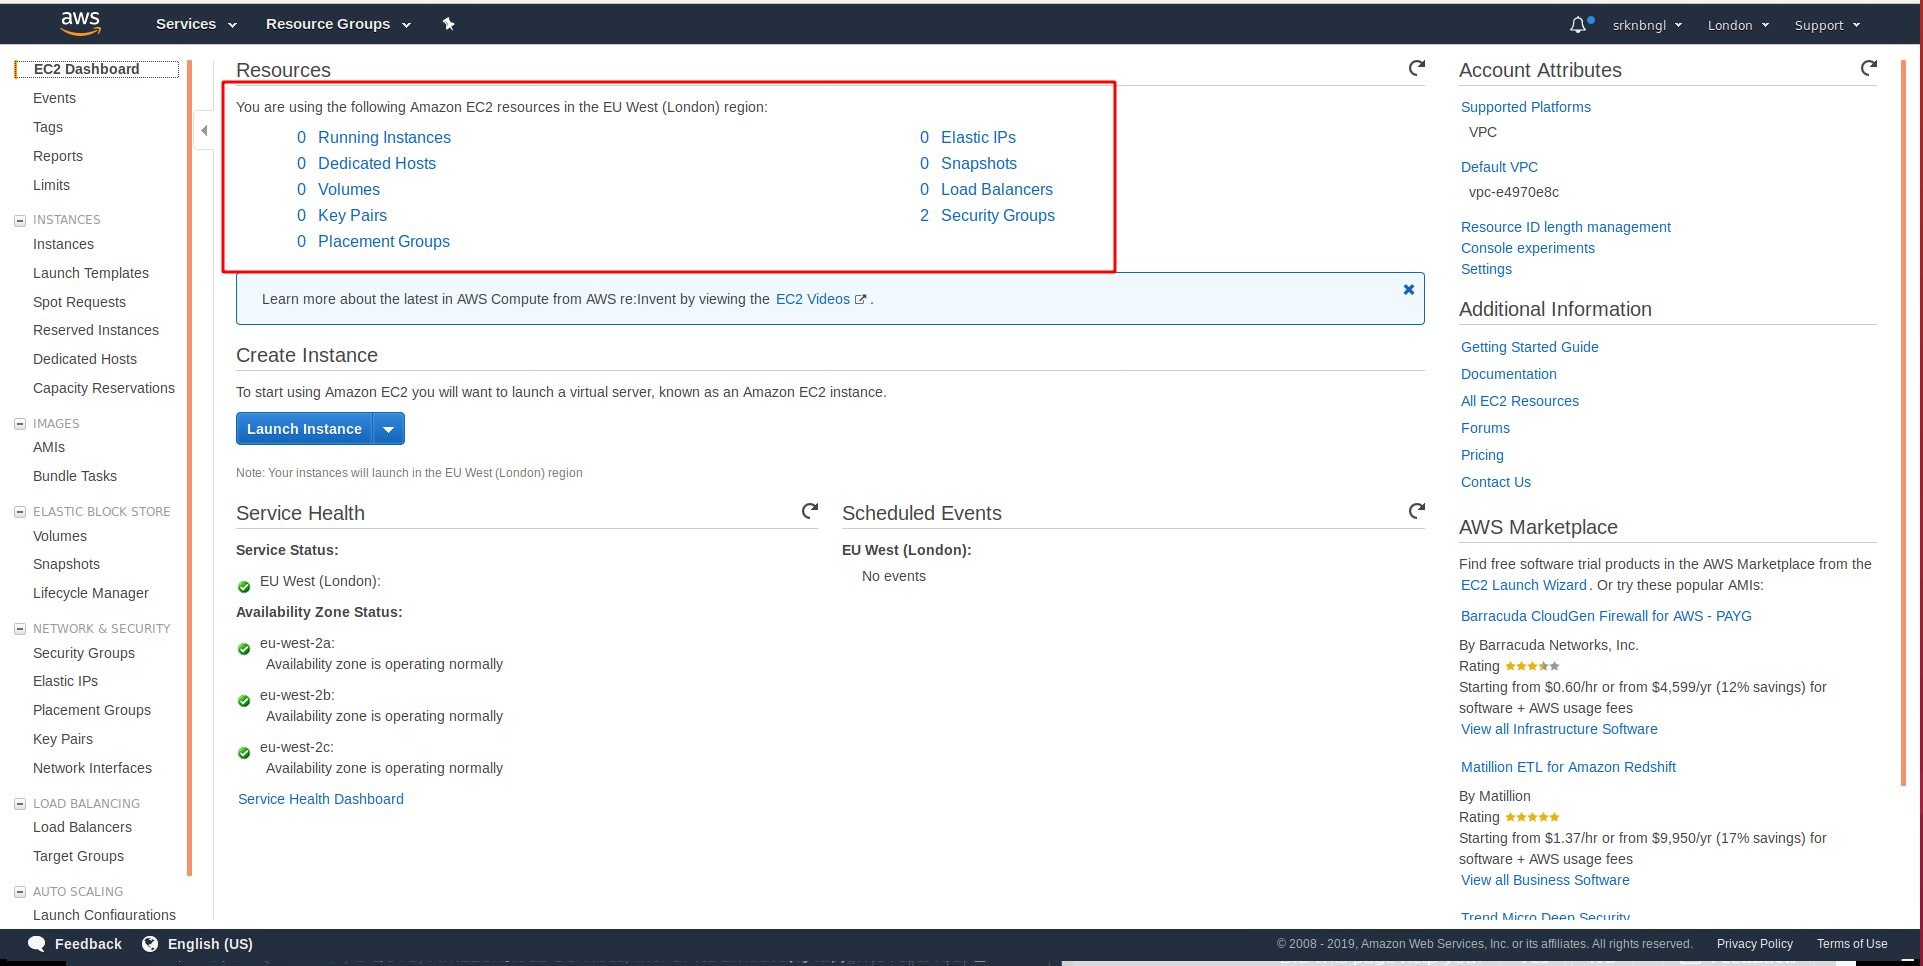 aws
Services
Resource Groups
srknbngl
London
Support
EC2 Dashboard
Events
Tags
Reports
Limits
INSTANCES
Instances
Launch Templates
Spot Requests
Reserved Instances
Dedicated Hosts
Capacity Reservations
IMAGES
AMIs
Bundle Tasks
ELASTIC BLOCK STORE
Volumes
Snapshots
Lifecycle Manager
NETWORK & SECURITY
Security Groups
Elastic IPs
Placement Groups
Key Pairs
Network Interfaces
LOAD BALANCING
Load Balancers
Target Groups
AUTO SCALING
Launch Configurations
Resources
You are using the following Amazon EC2 resources in the EU West (London) region:
0 Running Instances
0 Dedicated Hosts
0 Volumes
0 Key Pairs
0 Placement Groups
0 Elastic IPs
0 Snapshots
0 Load Balancers
2 Security Groups
Learn more about the latest in AWS Compute from AWS re:Invent by viewing the EC2 Videos .
Create Instance
To start using Amazon EC2 you will want to launch a virtual server, known as an Amazon EC2 instance.
Launch Instance
Note: Your instances will launch in the EU West (London) region
Service Health
Service Status:
EU West (London):
Availability Zone Status:
eu-west-2a:
Availability zone is operating normally
eu-west-2b:
Availability zone is operating normally
eu-west-2c:
Availability zone is operating normally
Service Health Dashboard
Scheduled Events
EU West (London):
No events
Account Attributes
Supported Platforms
VPC
Default VPC
vpc-e4970e8c
Resource ID length management
Console experiments
Settings
Additional Information
Getting Started Guide
Documentation
All EC2 Resources
Forums
Pricing
Contact Us
AWS Marketplace
Find free software trial products in the AWS Marketplace from the
EC2 Launch Wizard. Or try these popular AMIs:
Barracuda CloudGen Firewall for AWS - PAYG
By Barracuda Networks, Inc.
Rating
Starting from $0.60/hr or from $4,599/yr (12% savings) for
software + AWS usage fees
View all Infrastructure Software
Matillion ETL for Amazon Redshift
By Matillion
Rating
Starting from $1.37/hr or from $9,950/yr (17% savings) for
software + AWS usage fees
View all Business Software
Trend Micro Deep Security
Feedback
English (US)
© 2008 - 2019, Amazon Web Services, Inc. or its affiliates. All rights reserved.
Privacy Policy
Terms of Use